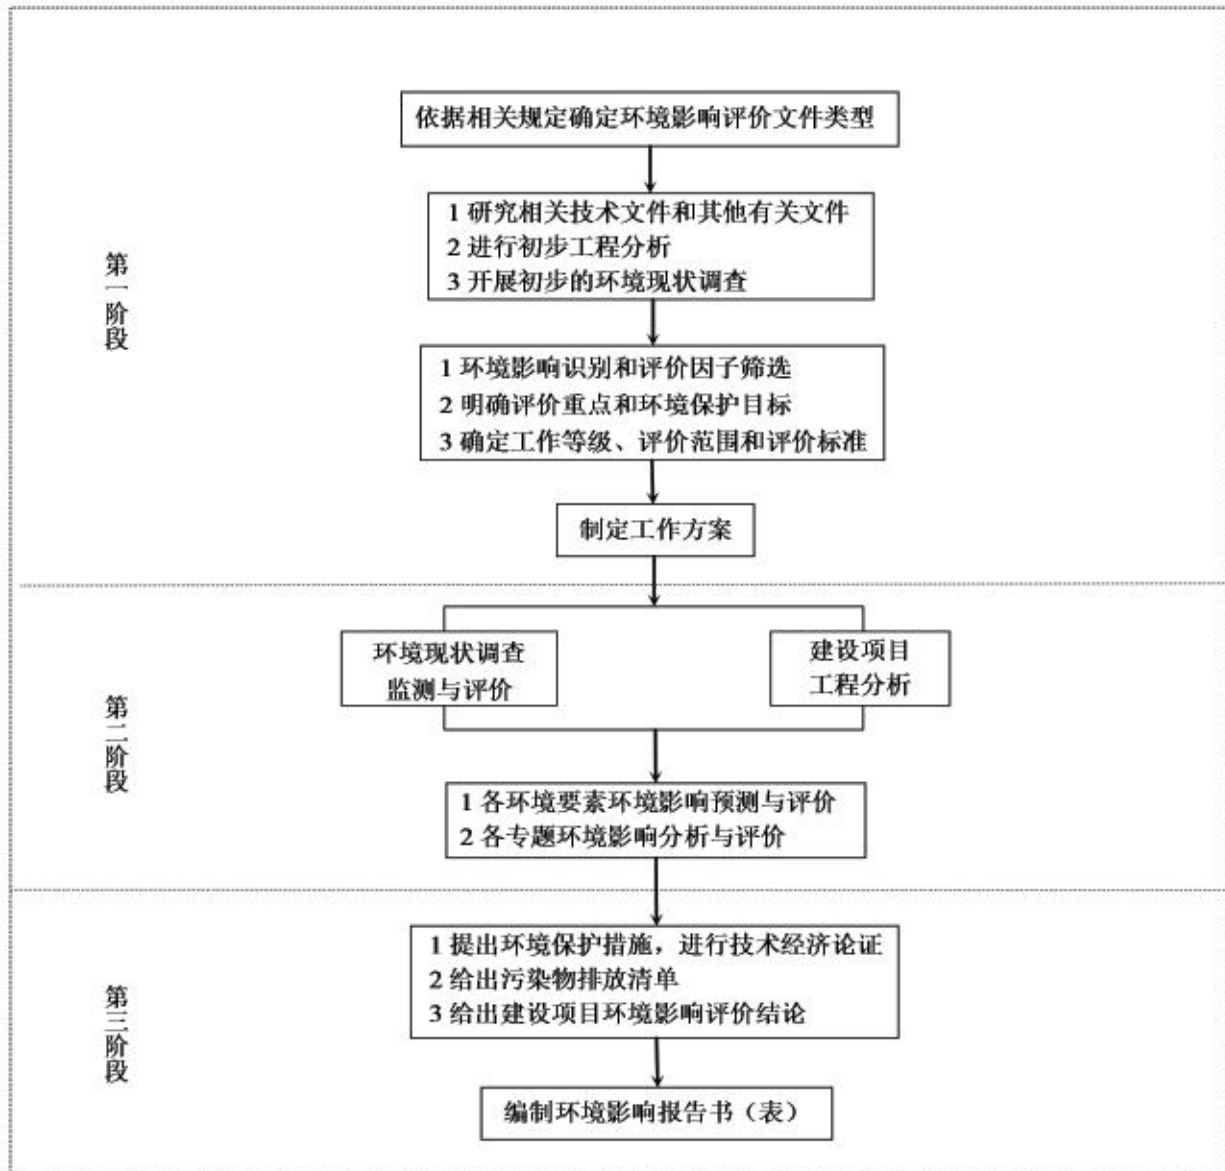 依据相关规定确定环境影响评价文件类型
1 研究相关技术文件和其他有关文件
2 进行初步工程分析
3 开展初步的环境现状调查
第一阶段
1 环境影响识别和评价因子筛选
2 明确评价重点和环境保护目标
3 确定工作等级、评价范围和评价标准
制定工作方案
环境现状调查
监测与评价
建设项目
工程分析
第二阶段
1 各环境要素环境影响预测与评价
2 各专题环境影响分析与评价
1 提出环境保护措施，进行技术经济论证
2 给出污染物排放清单
3 给出建设项目环境影响评价结论
第三阶段
编制环境影响报告书（表）